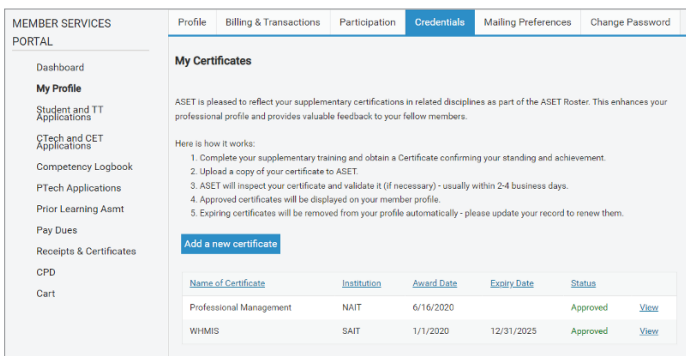 MEMBER SERVICES
PORTAL
Dashboard
My Profile
Student and TT
Applications
CTech and CET
Applications
Competency Logbook
PTech Applications
Prior Learning Asmt
Pay Dues
Receipts & Certificates
CPD
Cart
Profile Billing & Transactions Participation Credentials Mailing Preferences Change Password
My Certificates
ASET is pleased to reflect your supplementary certifications in related disciplines as part of the ASET Roster. This enhances your
professional profile and provides valuable feedback to your fellow members.
Here is how it works:
1. Complete your supplementary training and obtain a Certificate confirming your standing and achievement.
2. Upload a copy of your certificate to ASET.
3. ASET will inspect your certificate and validate it (if necessary) - usually within 2-4 business days.
4. Approved certificates will be displayed on your member profile.
5. Expiring certificates will be removed from your profile automatically - please update your record to renew them.
Add a new certificate
Name of Certificate Institution Award Date Expiry Date Status
Professional Management NAIT 6/16/2020 Approved View
WHMIS SAIT 1/1/2020 12/31/2025 Approved View